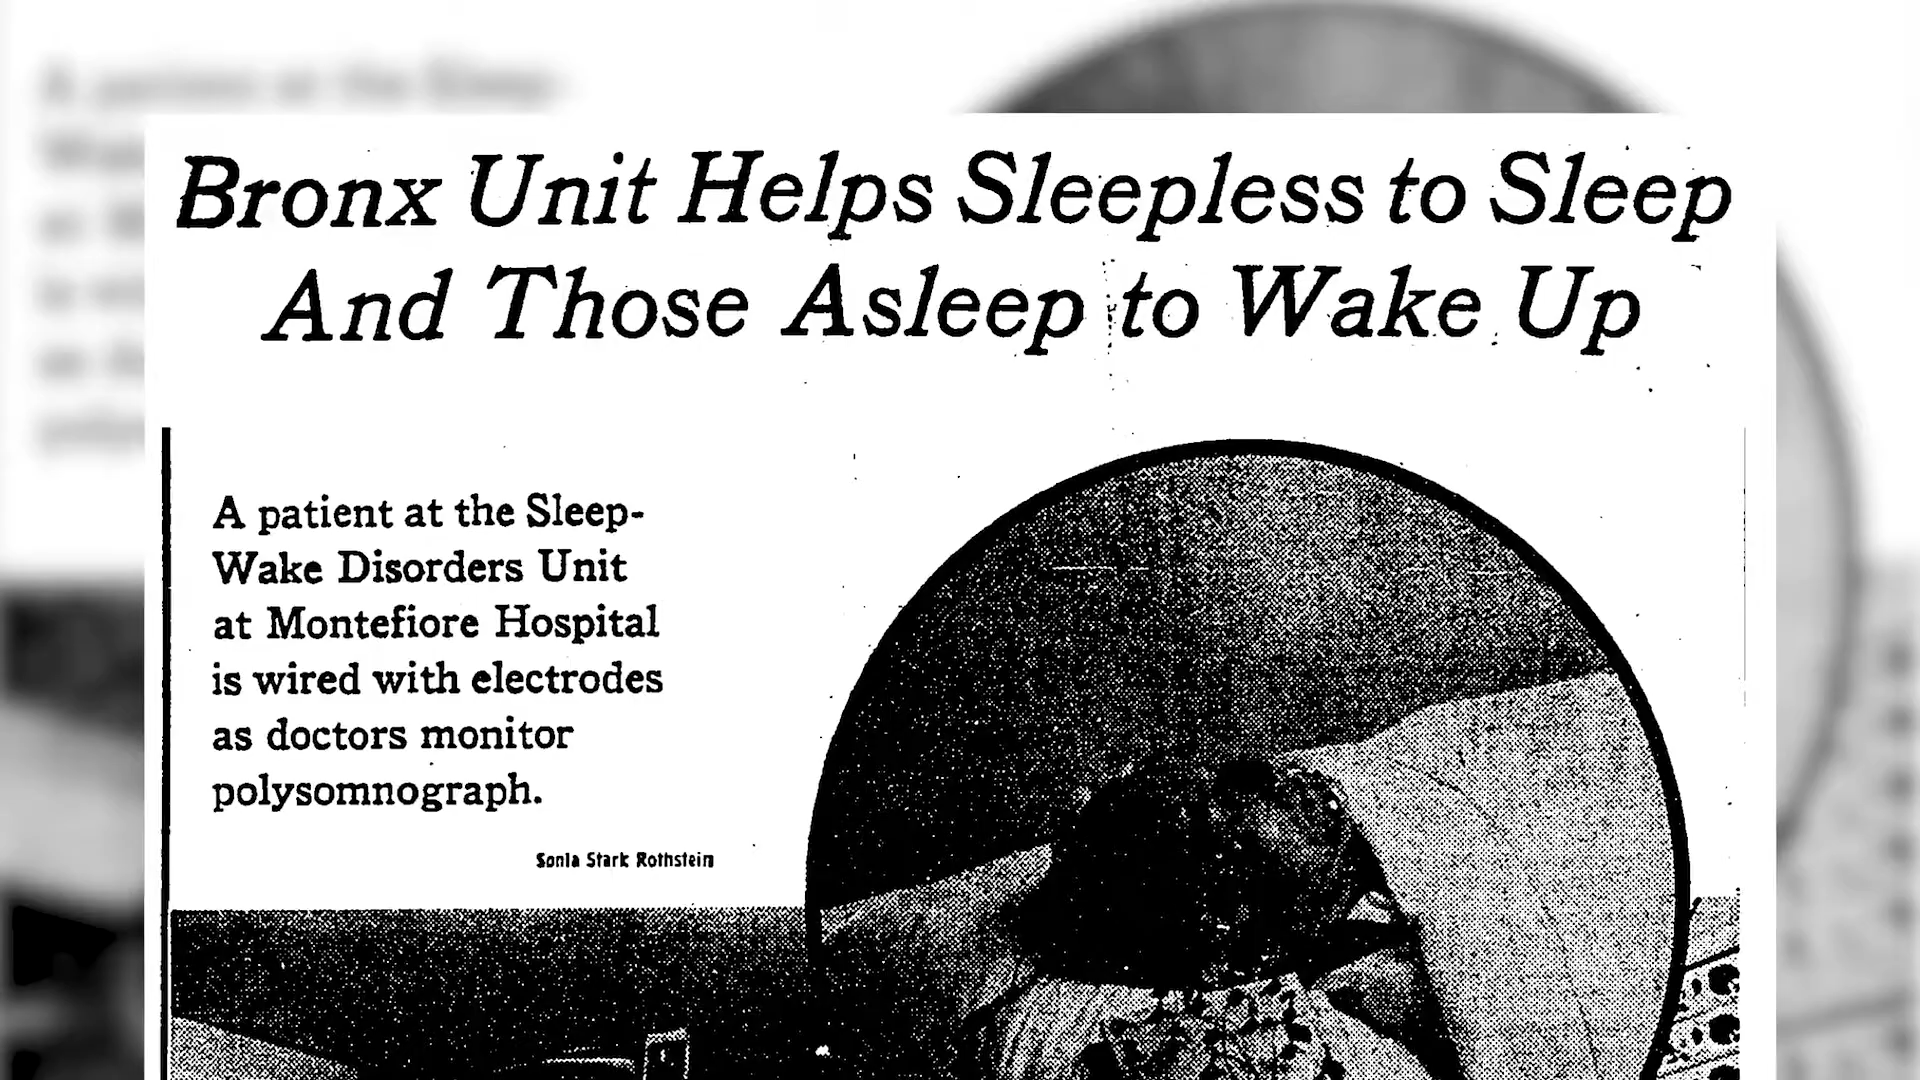 Bronx Unit Helps Sleepless to Sleep
And Those Asleep to Wake Up
A patient at the Sleep-
Wake Disorders Unit
at Montefiore Hospital
is wired with electrodes
as doctors monitor
polysomnograph.
Sonia Stark Rothstein